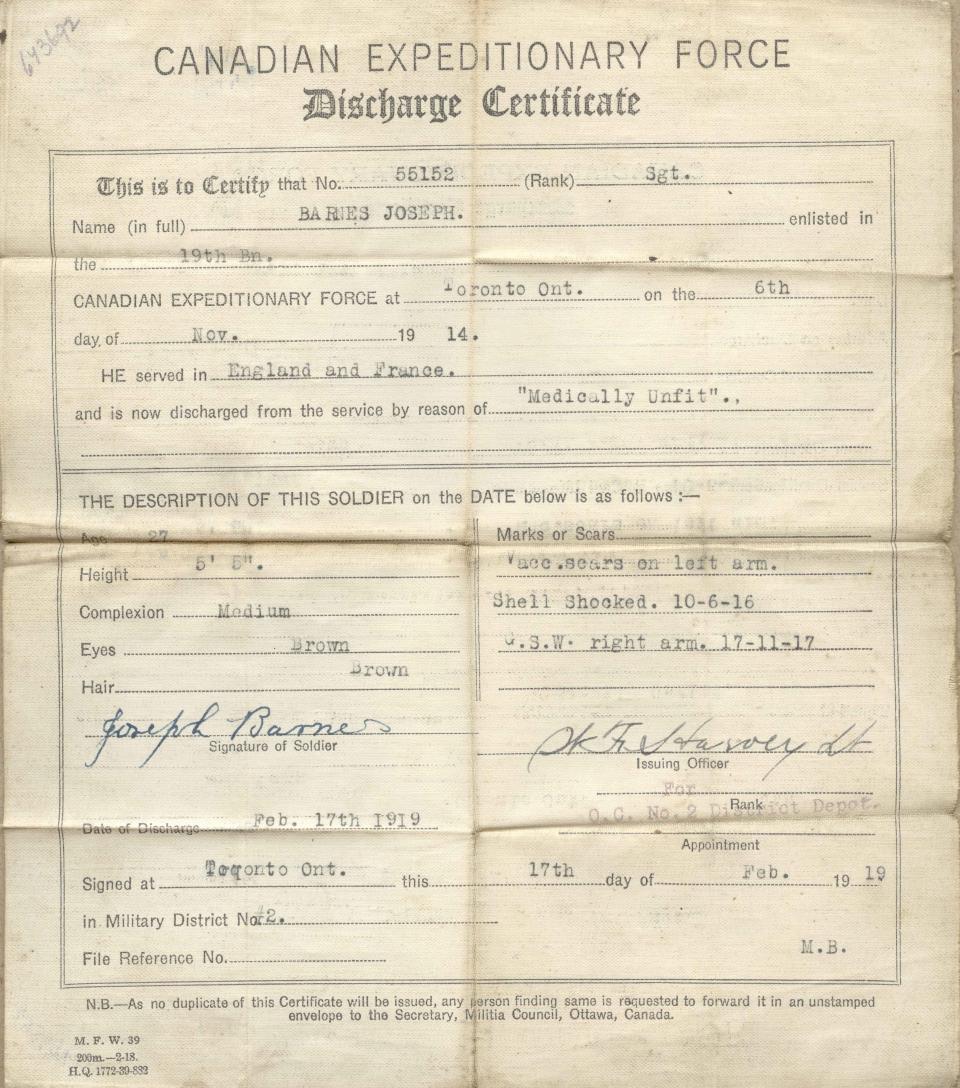 643692
CANADIAN EXPEDITIONARY FORCE
Discharge Certificate
This is to Certify that No. 55152 (Rank) Sgt.
Name (in full) BARNES JOSEPH. enlisted in
the 19th Bn.
CANADIAN EXPEDITIONARY FORCE at Toronto Ont. on the 6th
day of Nov. 19 14.
HE served in England and France.
and is now discharged from the service by reason of "Medically Unfit".,
THE DESCRIPTION OF THIS SOLDIER on the DATE below is as follows :—
Age 27
Height 5' 5".
Complexion Medium
Eyes Brown
Hair Brown
Marks or Scars
Vacc.scars on left arm.
Shell Shocked. 10-6-16
G.S.W. right arm. 17-11-17
Joseph Barnes
Signature of Soldier
Harvey Lt
Issuing Officer
For
Rank
O.C. No.2 District Depot.
Appointment
Date of Discharge Feb. 17th 1919
Signed at Toronto Ont. this 17th day of Feb. 19 19
in Military District No. 2.
File Reference No.
M.B.
N.B.—As no duplicate of this Certificate will be issued, any person finding same is requested to forward it in an unstamped
envelope to the Secretary, Militia Council, Ottawa, Canada.
M. F. W. 39
200m.—2-18.
H.Q. 1772-39-882